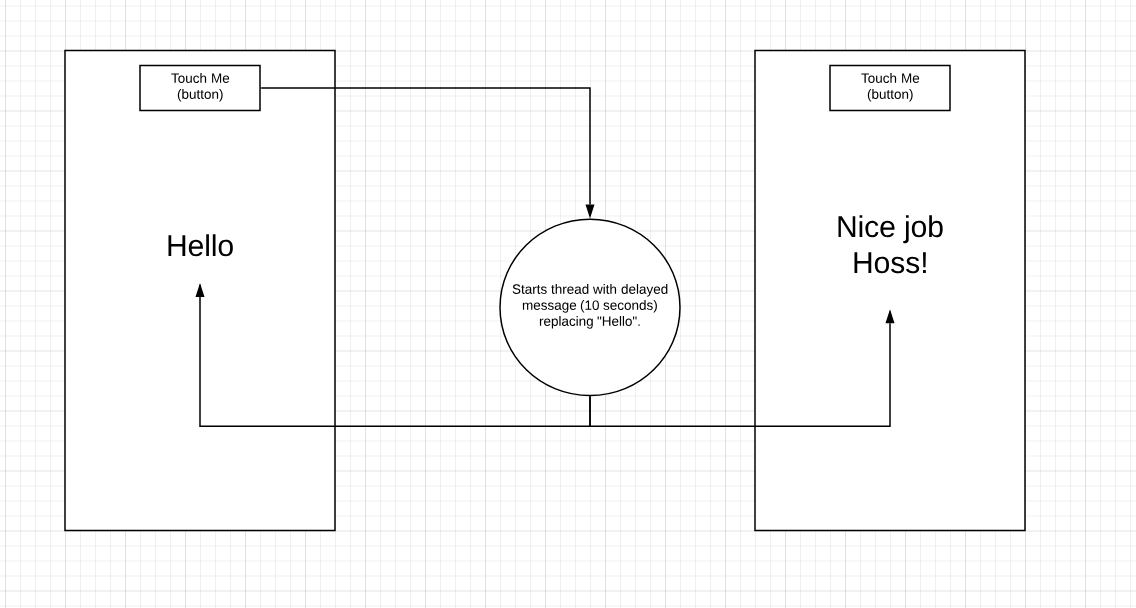 Touch Me
(button)
Hello
Starts thread with delayed
message (10 seconds)
replacing "Hello".
Touch Me
(button)
Nice job
Hoss!